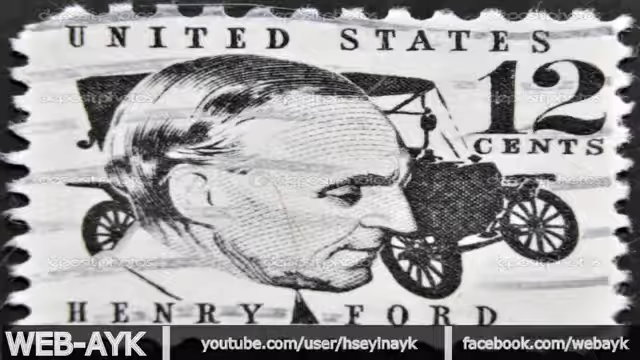 UNITED STATES
12
CENTS
HENRY FORD
WEB-AYK
youtube.com/user/hseyinayk
facebook.com/webayk